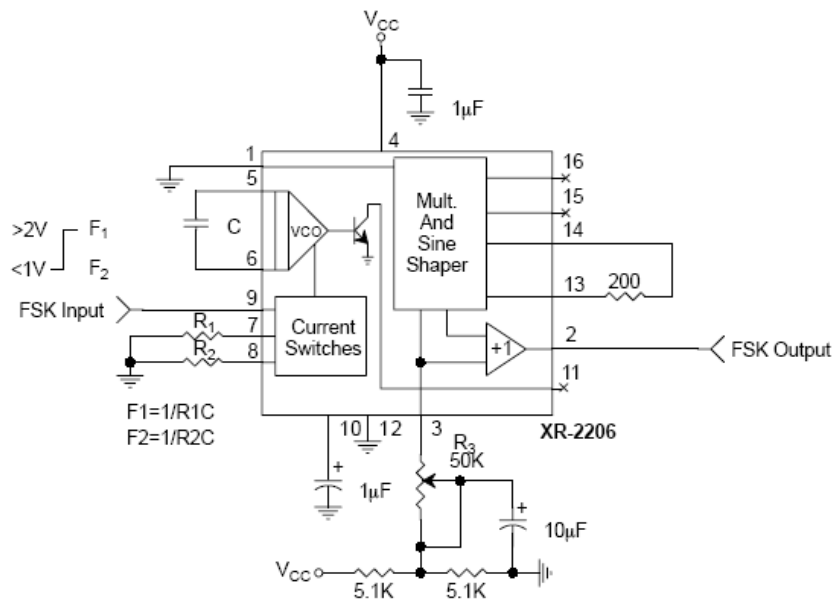 V_CC
1μF
4
1
16
5
15
Mult.
And
Sine
Shaper
14
C
VCO
>2V F₁
<1V F₂
6
13
200
9
FSK Input
R₁
7
Current
Switches
2
+1
FSK Output
R₂
8
11
F1=1/R1C
F2=1/R2C
10
12
3
XR-2206
R₃
50K
1μF
10μF
V_CC
5.1K
5.1K